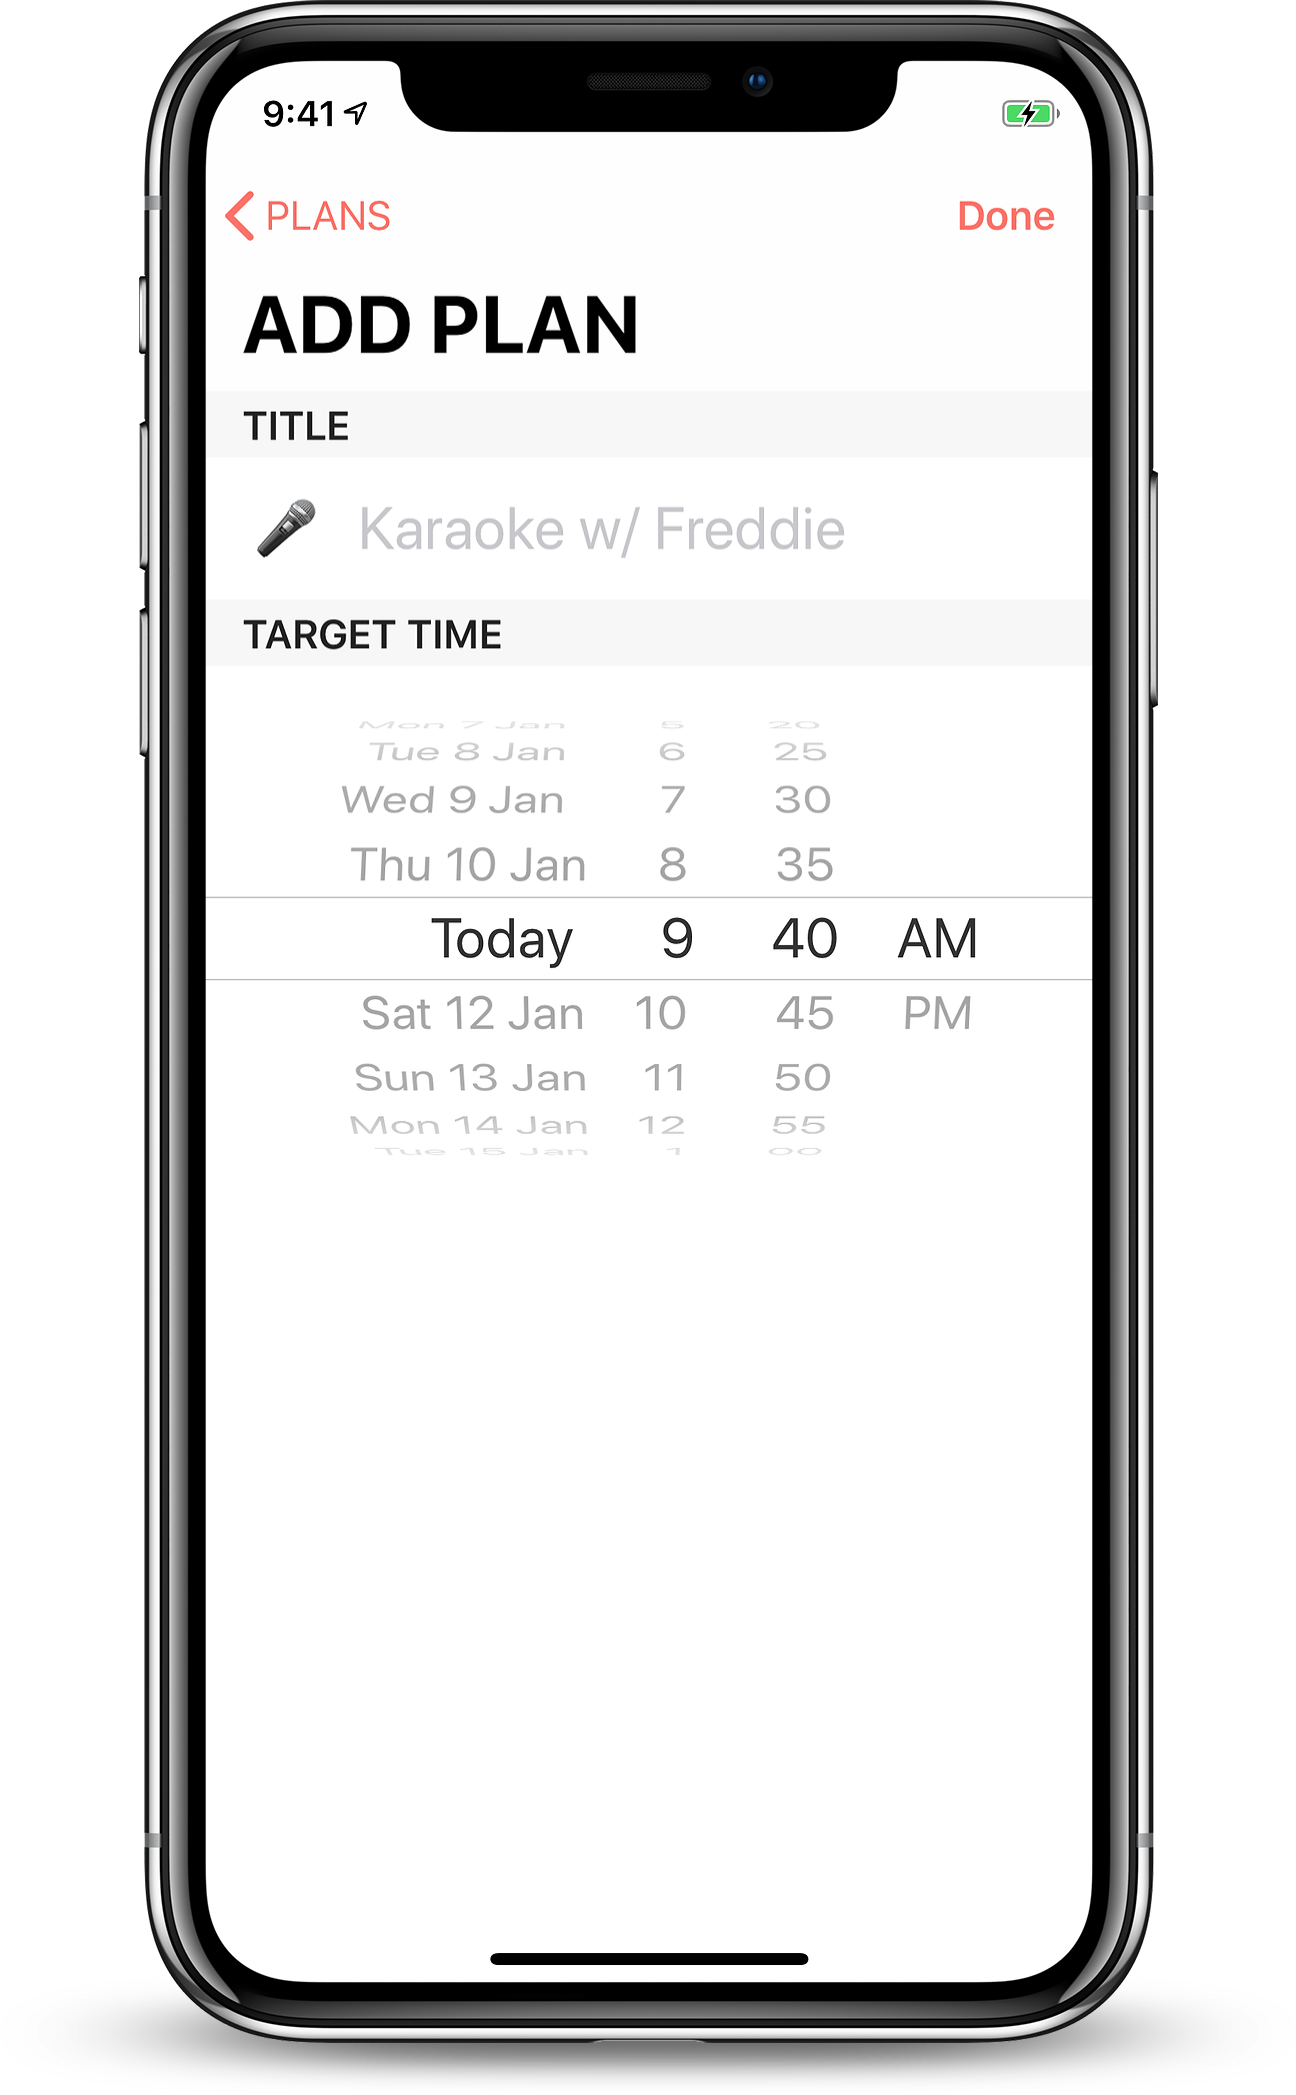 9:41
PLANS Done
ADD PLAN
TITLE
Karaoke w/ Freddie
TARGET TIME
Mon 7 Jan 5 20
Tue 8 Jan 6 25
Wed 9 Jan 7 30
Thu 10 Jan 8 35
Today 9 40 AM
Sat 12 Jan 10 45 PM
Sun 13 Jan 11 50
Mon 14 Jan 12 55
Tue 15 Jan 1 00